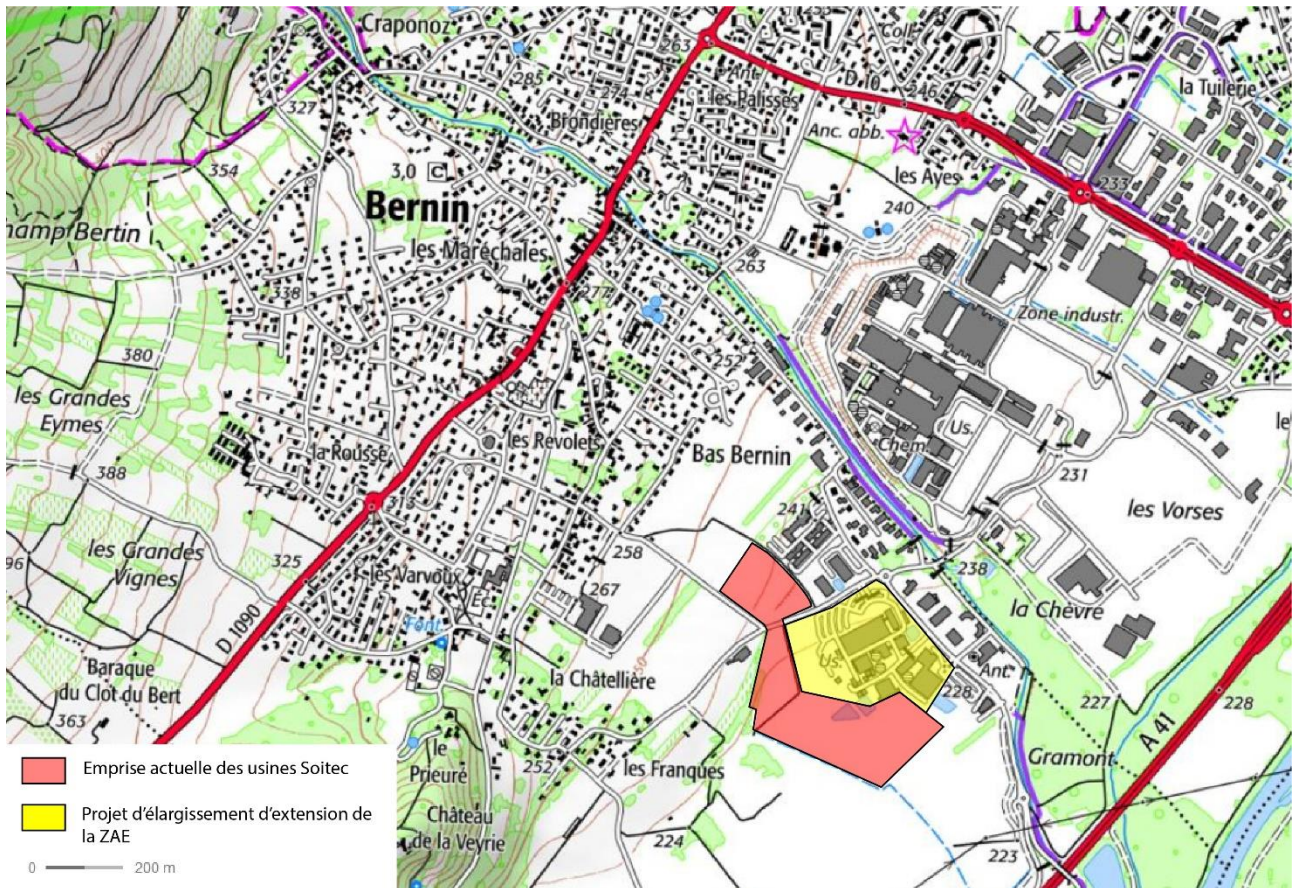 Craponoz
263
Coll.
285
274
Ant.
les Palisses
D 10
246
la Tuilerie
327
Brondières
Anc. abb.
354
3,0
C
les Ayes
233
Bernin
240
hamp Bertin
les Maréchales
263
277
338
Zone industr.
380
252
les Grandes
Eymes
les Revolets
Us.
la Rousse
Bas Bernin
Chem.
388
231
313
241
les Vorses
les Grandes
Vignes
325
258
96
238
les Varvoux
267
la Chèvre
Éc.
D 1090
Font.
Us.
Ant.
Baraque
du Clot du Bert
la Châtellière
228
227
228
363
A 41
le
Prieuré
252
les Franques
Gramont
Château
de la Veyrie
224
223
Emprise actuelle des usines Soitec
Projet d’élargissement d’extension de
la ZAE
0 200 m